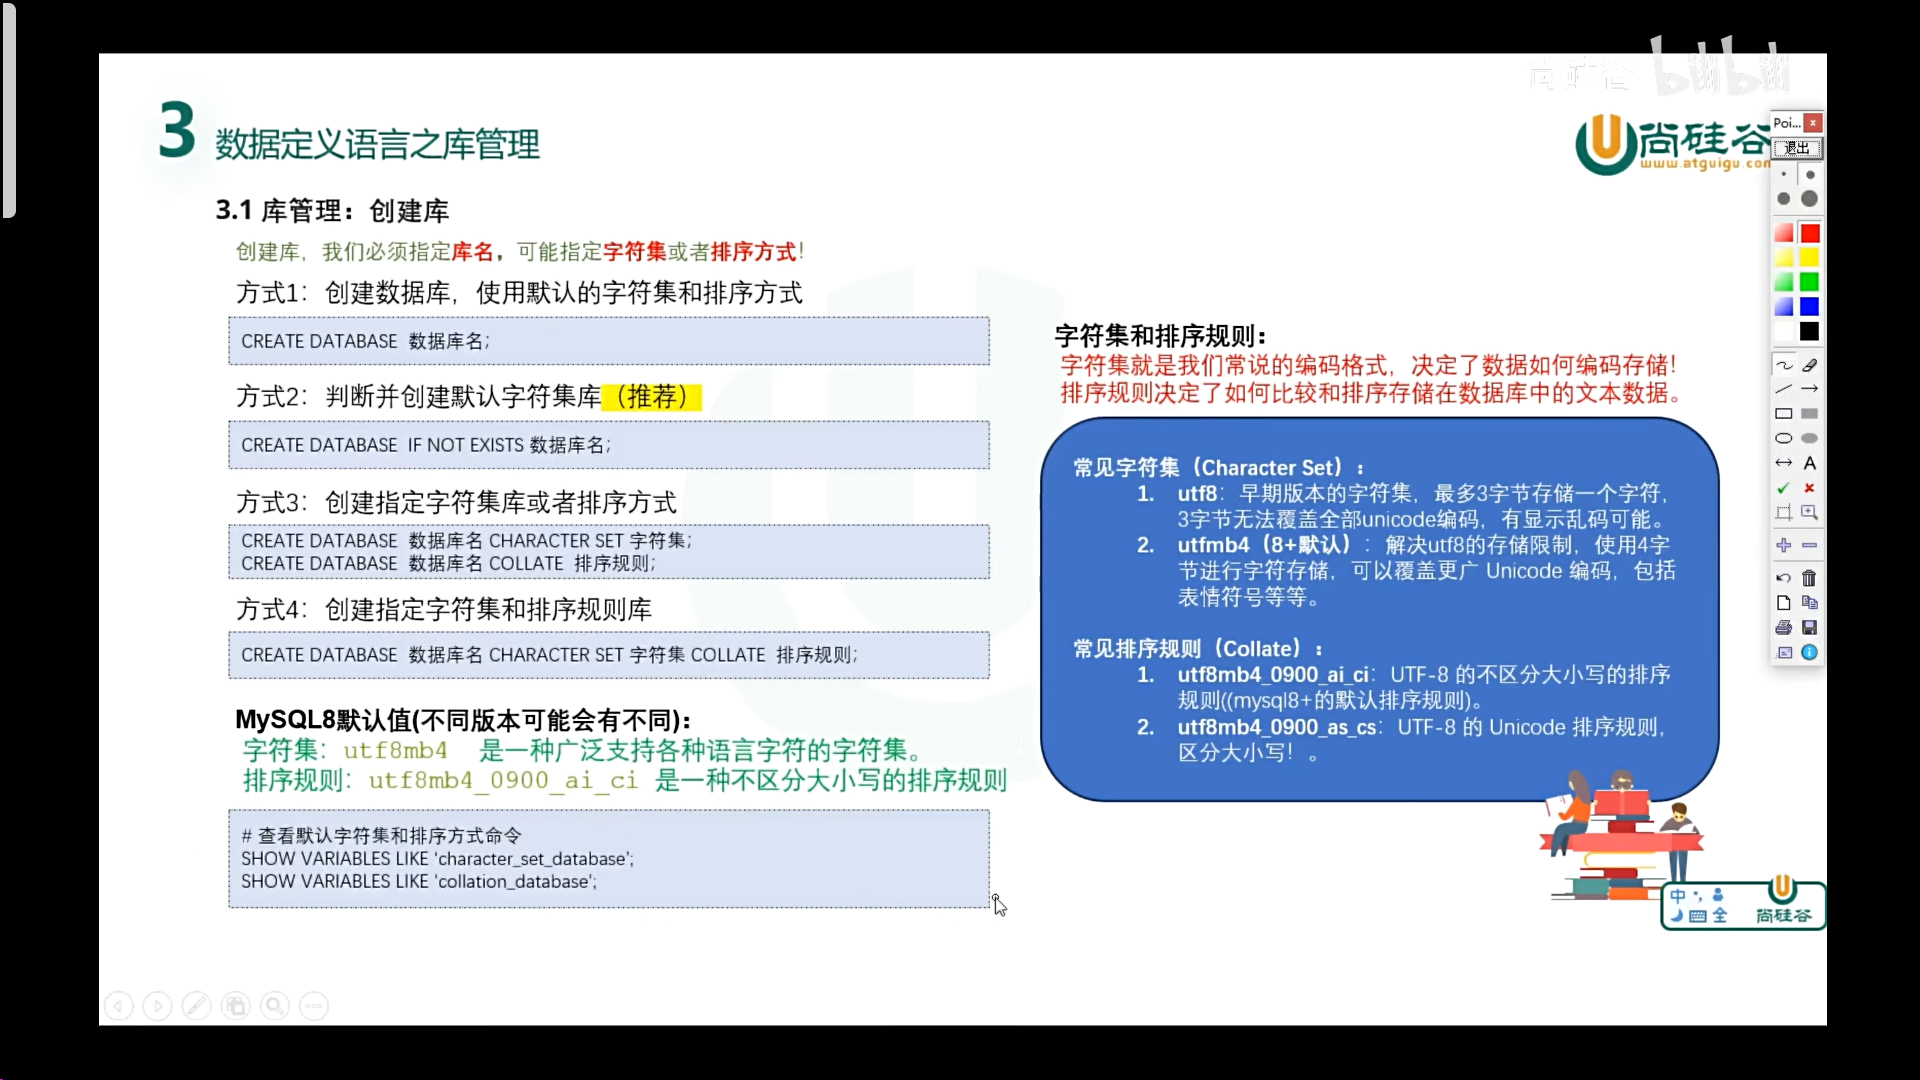 尚硅谷 bilibili
3 数据定义语言之库管理
尚硅谷
www.atguigu.com
Poi...
退出
3.1 库管理：创建库
创建库，我们必须指定库名，可能指定字符集或者排序方式！
方式1：创建数据库，使用默认的字符集和排序方式
CREATE DATABASE 数据库名;
方式2：判断并创建默认字符集库（推荐）
CREATE DATABASE IF NOT EXISTS 数据库名;
方式3：创建指定字符集库或者排序方式
CREATE DATABASE 数据库名 CHARACTER SET 字符集;
CREATE DATABASE 数据库名 COLLATE 排序规则;
方式4：创建指定字符集和排序规则库
CREATE DATABASE 数据库名 CHARACTER SET 字符集 COLLATE 排序规则;
MySQL8默认值(不同版本可能会有不同)：
字符集：utf8mb4 是一种广泛支持各种语言字符的字符集。
排序规则：utf8mb4_0900_ai_ci 是一种不区分大小写的排序规则
# 查看默认字符集和排序方式命令
SHOW VARIABLES LIKE 'character_set_database';
SHOW VARIABLES LIKE 'collation_database';
字符集和排序规则：
字符集就是我们常说的编码格式，决定了数据如何编码存储！
排序规则决定了如何比较和排序存储在数据库中的文本数据。
常见字符集（Character Set）：
1. utf8：早期版本的字符集，最多3字节存储一个字符，
3字节无法覆盖全部unicode编码，有显示乱码可能。
2. utfmb4（8+默认）：解决utf8的存储限制，使用4字
节进行字符存储，可以覆盖更广 Unicode 编码，包括
表情符号等等。
常见排序规则（Collate）：
1. utf8mb4_0900_ai_ci：UTF-8 的不区分大小写的排序
规则((mysql8+的默认排序规则)。
2. utf8mb4_0900_as_cs：UTF-8 的 Unicode 排序规则，
区分大小写！。
A
中
全
尚硅谷